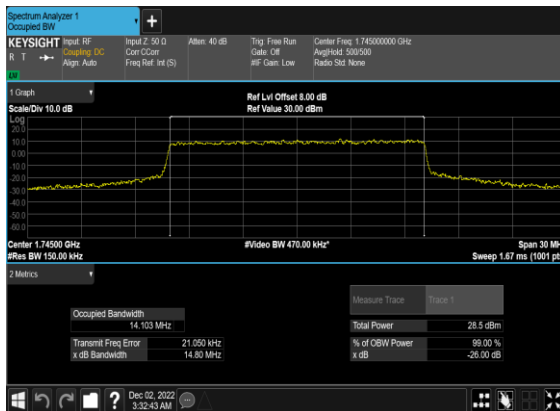 Spectrum Analyzer 1
Occupied BW
KEYSIGHT Input: RF Input Z: 50 Ω Atten: 40 dB Trig: Free Run Center Freq: 1.745000000 GHz
R T Coupling: DC Corr CCorr Gate: Off Avg|Hold: 500/500
Align: Auto Freq Ref: Int (S) #IF Gain: Low Radio Std: None
1 Graph
Ref Lvl Offset 8.00 dB
Scale/Div 10.0 dB Ref Value 30.00 dBm
Log
20.0
10.0
0.00
-10.0
-20.0
-30.0
-40.0
-50.0
-60.0
Center 1.74500 GHz #Video BW 470.00 kHz* Span 30 MH
#Res BW 150.00 kHz Sweep 1.67 ms (1001 pts
2 Metrics
Measure Trace Trace 1
Occupied Bandwidth
14.103 MHz Total Power 28.5 dBm
Transmit Freq Error 21.050 kHz % of OBW Power 99.00 %
x dB Bandwidth 14.80 MHz x dB -26.00 dB
Dec 02, 2022
3:32:43 AM